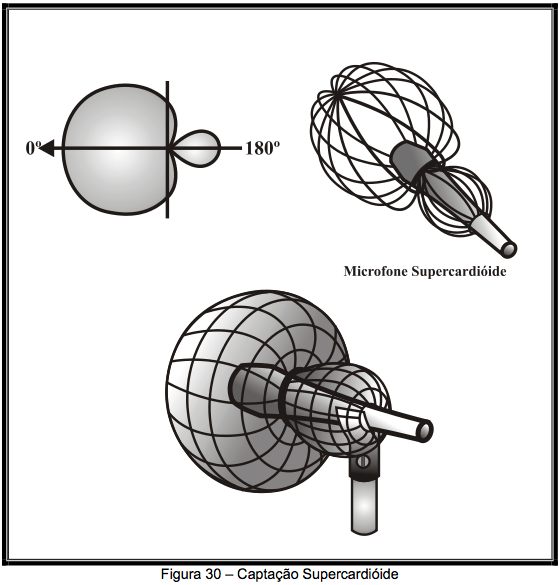 0º
180º
Microfone Supercardióide
Figura 30 – Captação Supercardióide